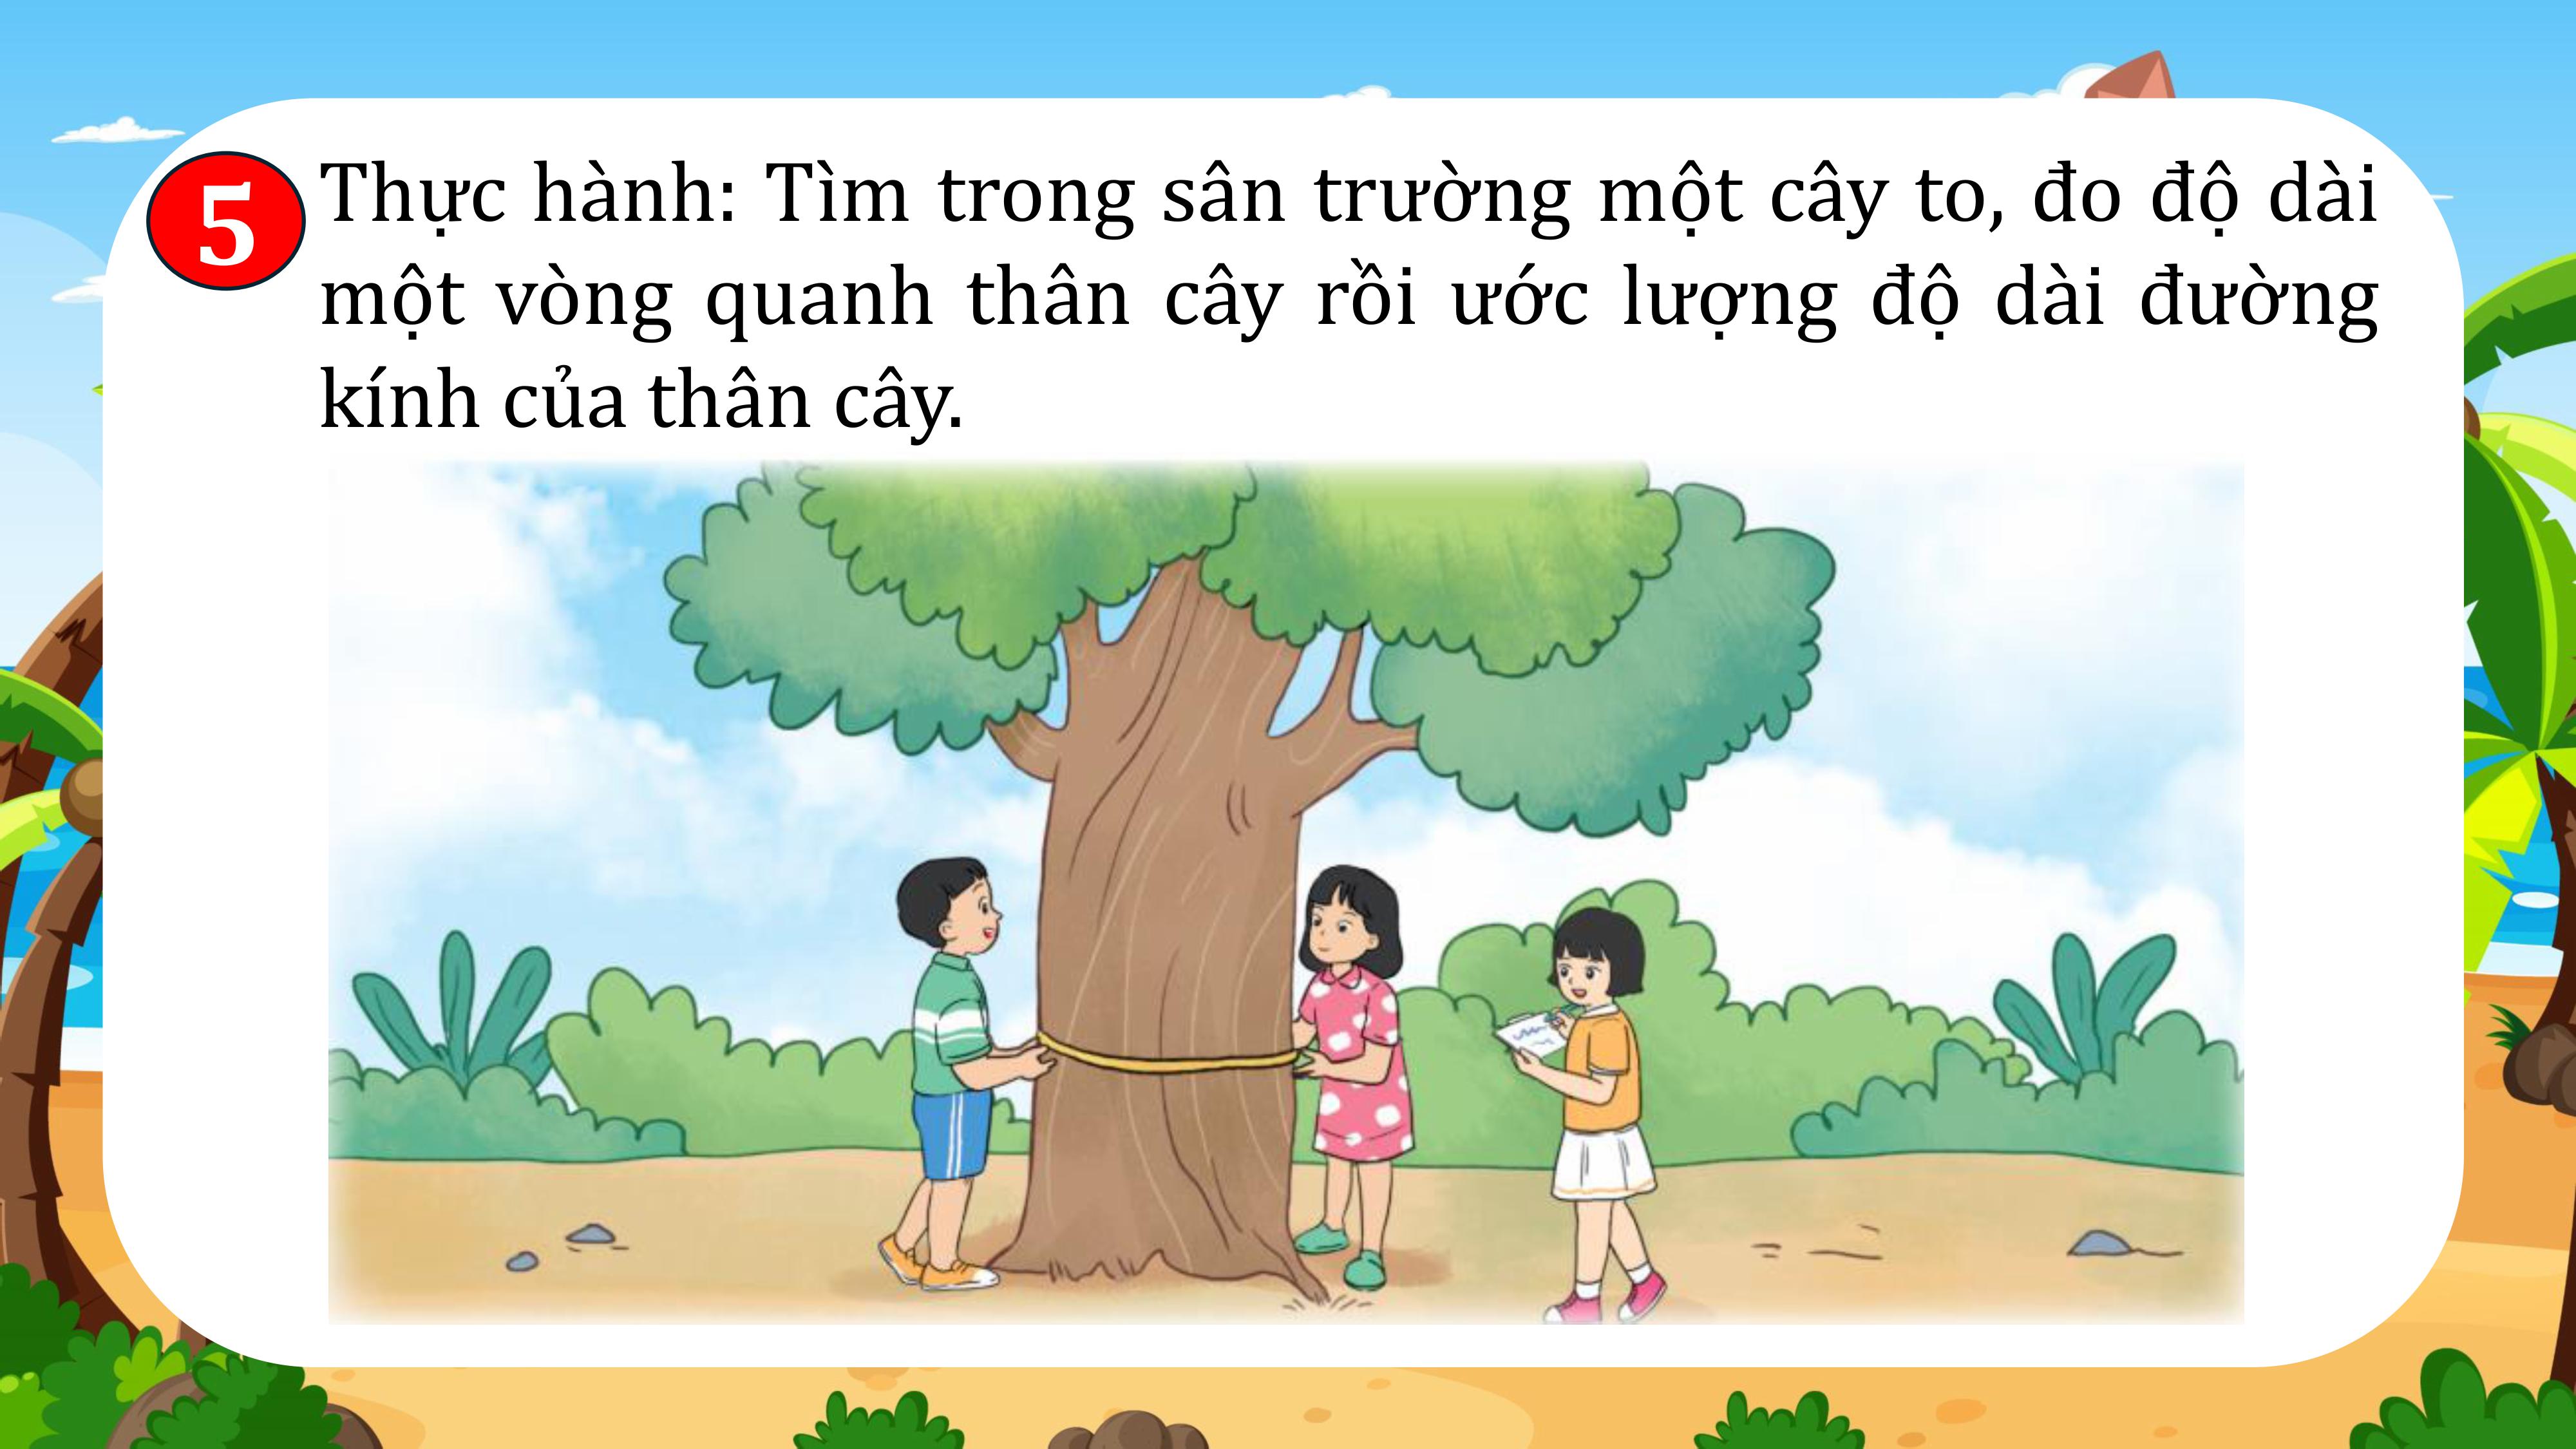 5
Thực hành: Tìm trong sân trường một cây to, đo độ dài
một vòng quanh thân cây rồi ước lượng độ dài đường
kính của thân cây.